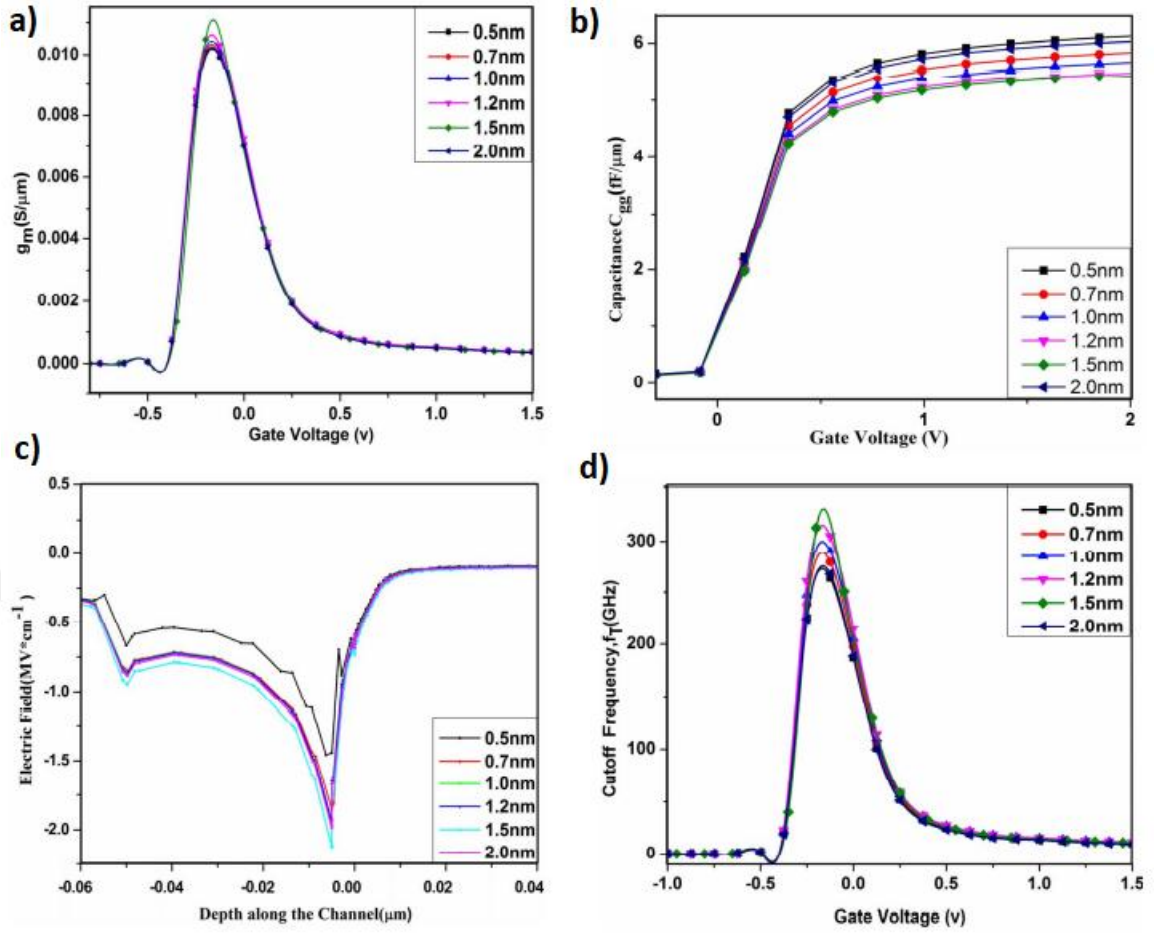 a)
gm(S/μm)
0.010
0.008
0.006
0.004
0.002
0.000
-0.5
0.0
0.5
1.0
1.5
Gate Voltage (v)
0.5nm
0.7nm
1.0nm
1.2nm
1.5nm
2.0nm
b)
Capacitance Cgg(fF/μm)
6
4
2
0
0
1
2
Gate Voltage (V)
0.5nm
0.7nm
1.0nm
1.2nm
1.5nm
2.0nm
c)
Electric Field(MV*cm-1)
0.5
0.0
-0.5
-1.0
-1.5
-2.0
-0.06
-0.04
-0.02
0.00
0.02
0.04
Depth along the Channel(μm)
0.5nm
0.7nm
1.0nm
1.2nm
1.5nm
2.0nm
d)
Cutoff Frequency,fT(GHz)
300
200
100
0
-1.0
-0.5
0.0
0.5
1.0
1.5
Gate Voltage (v)
0.5nm
0.7nm
1.0nm
1.2nm
1.5nm
2.0nm